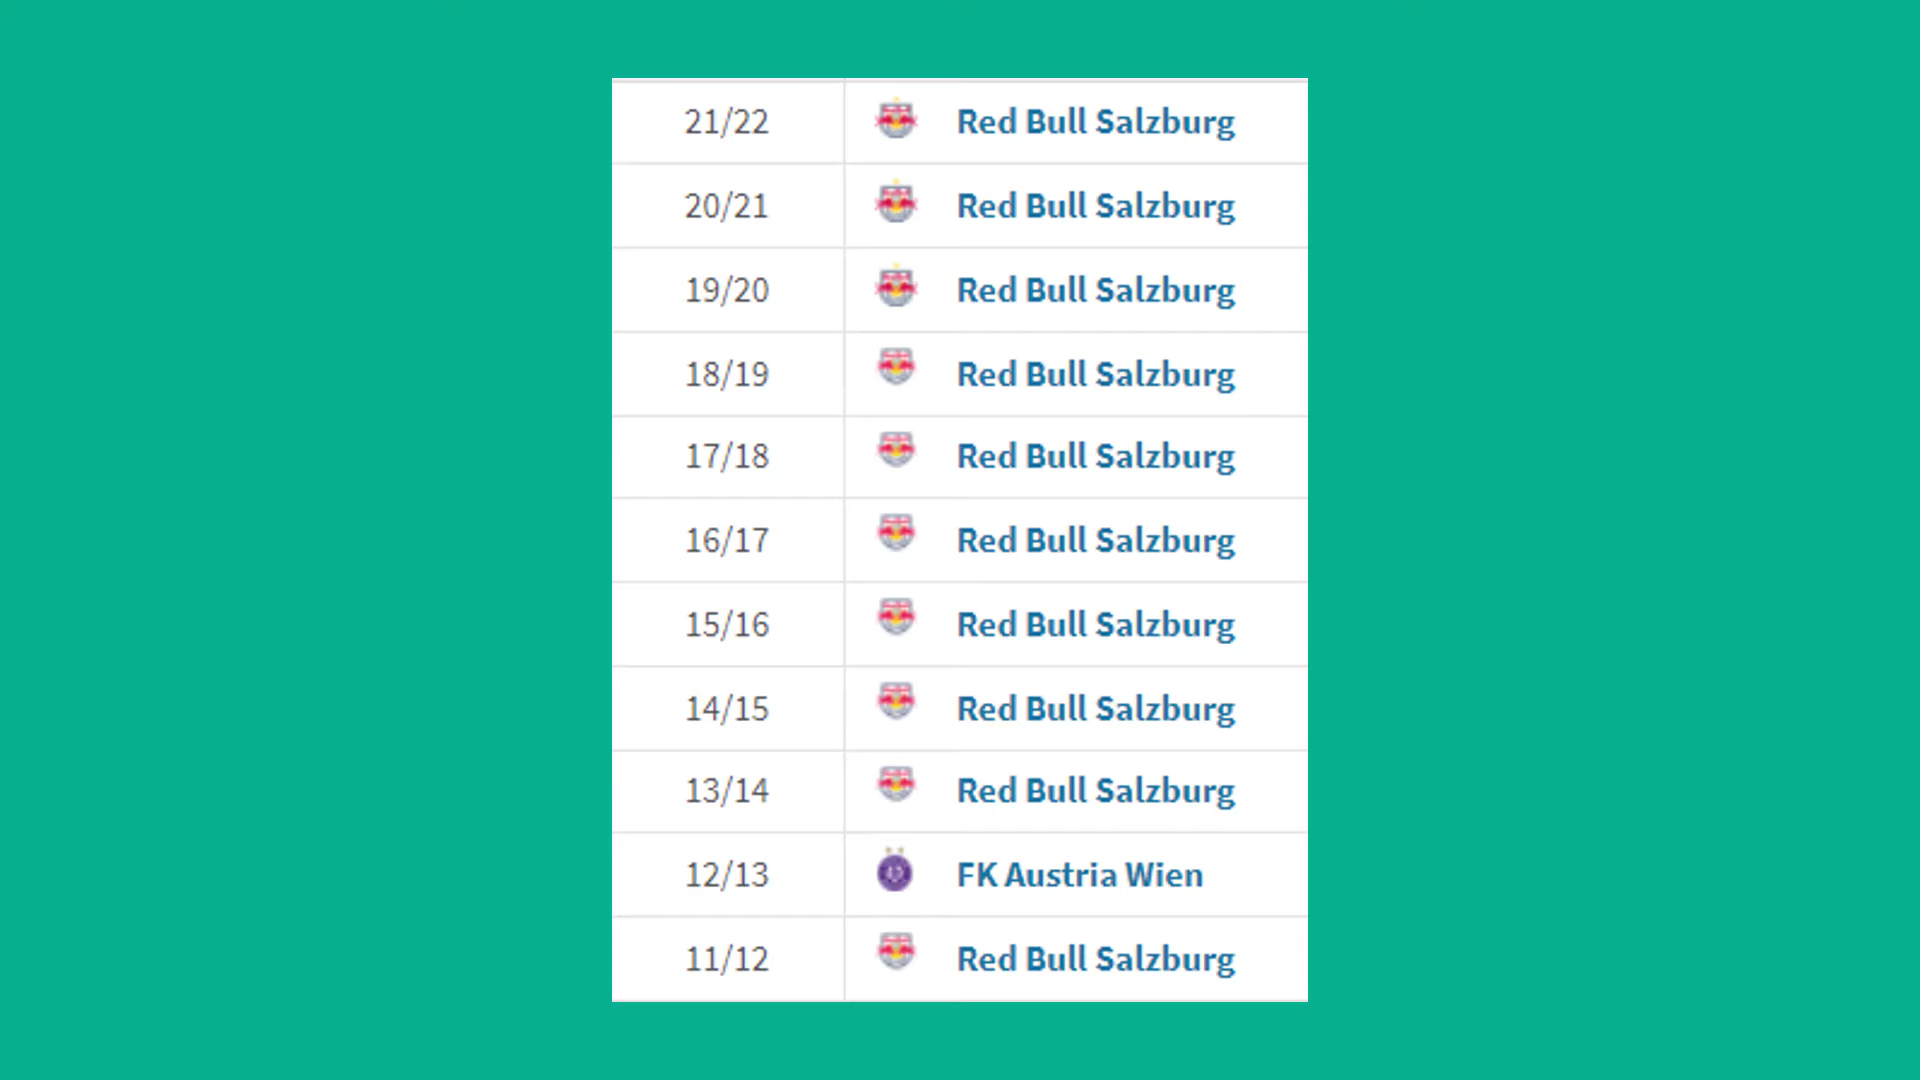 21/22 Red Bull Salzburg
20/21 Red Bull Salzburg
19/20 Red Bull Salzburg
18/19 Red Bull Salzburg
17/18 Red Bull Salzburg
16/17 Red Bull Salzburg
15/16 Red Bull Salzburg
14/15 Red Bull Salzburg
13/14 Red Bull Salzburg
12/13 FK Austria Wien
11/12 Red Bull Salzburg